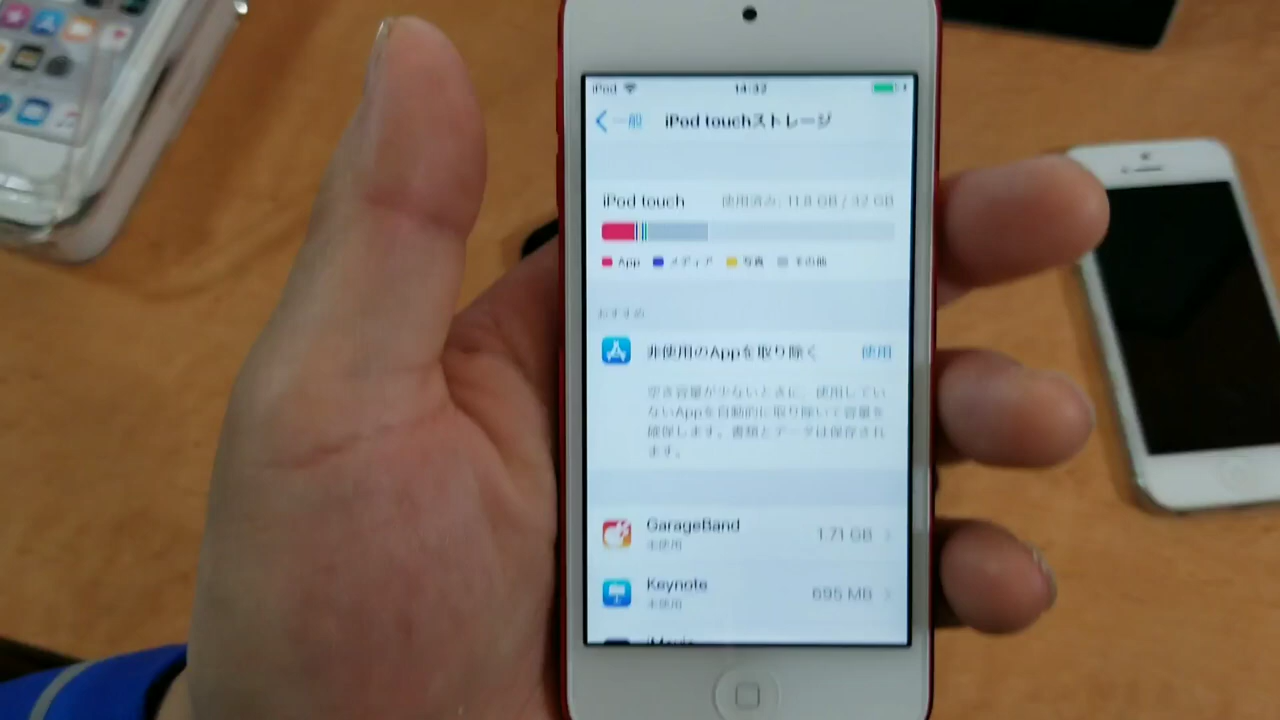 iPod 14:32
一般 iPod touchストレージ
iPod touch 使用済み: 11.8 GB / 32 GB
App メディア 写真 その他
おすすめ
非使用のAppを取り除く 使用
空き容量が少ないときに、使用してい
ないAppを自動的に取り除いて容量を
確保します。書類とデータは保存され
ます。
GarageBand 1.71 GB
未使用
Keynote 695 MB
未使用
iMovie